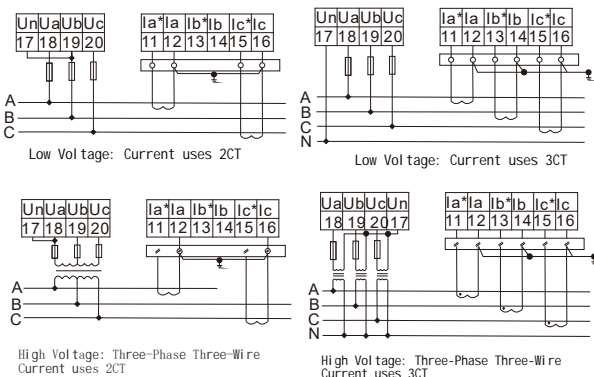 Un Ua Ub Uc
17 18 19 20
Ia* Ia Ib* Ib Ic* Ic
11 12 13 14 15 16
A
B
C
Low Voltage: Current uses 2CT
Un Ua Ub Uc
17 18 19 20
Ia* Ia Ib* Ib Ic* Ic
11 12 13 14 15 16
A
B
C
N
Low Voltage: Current uses 3CT
Un Ua Ub Uc
17 18 19 20
Ia* Ia Ib* Ib Ic* Ic
11 12 13 14 15 16
A
B
C
High Voltage: Three-Phase Three-Wire
Current uses 2CT
Ua Ub Uc Un
18 19 20 17
Ia* Ia Ib* Ib Ic* Ic
11 12 13 14 15 16
A
B
C
N
High Voltage: Three-Phase Three-Wire
Current uses 3CT